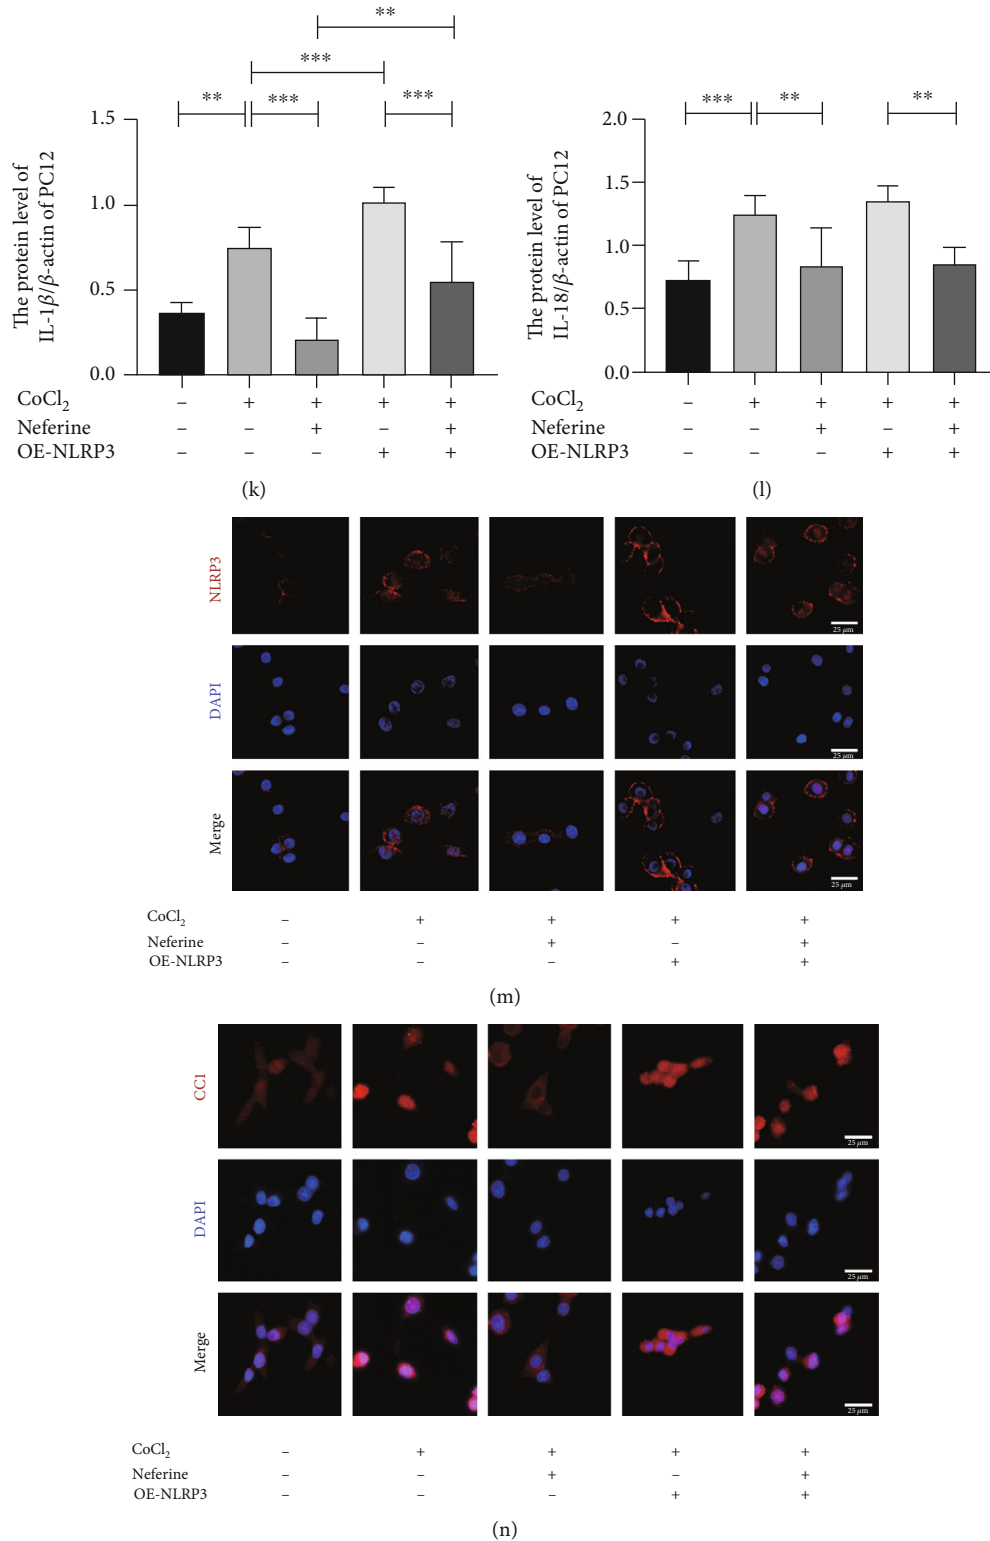 **
***
** *** ***
1.5
1.0
0.5
0.0
The protein level of
IL-1β/β-actin of PC12
CoCl2 – + + + +
Neferine – – + – +
OE-NLRP3 – – – + +
(k)
*** ** **
2.0
1.5
1.0
0.5
0.0
The protein level of
IL-18/β-actin of PC12
CoCl2 – + + + +
Neferine – – + – +
OE-NLRP3 – – – + +
(l)
NLRP3
25 µm
DAPI
25 µm
Merge
25 µm
CoCl2 – + + + +
Neferine – – + – +
OE-NLRP3 – – – + +
(m)
CC1
25 µm
DAPI
25 µm
Merge
25 µm
CoCl2 – + + + +
Neferine – – + – +
OE-NLRP3 – – – + +
(n)